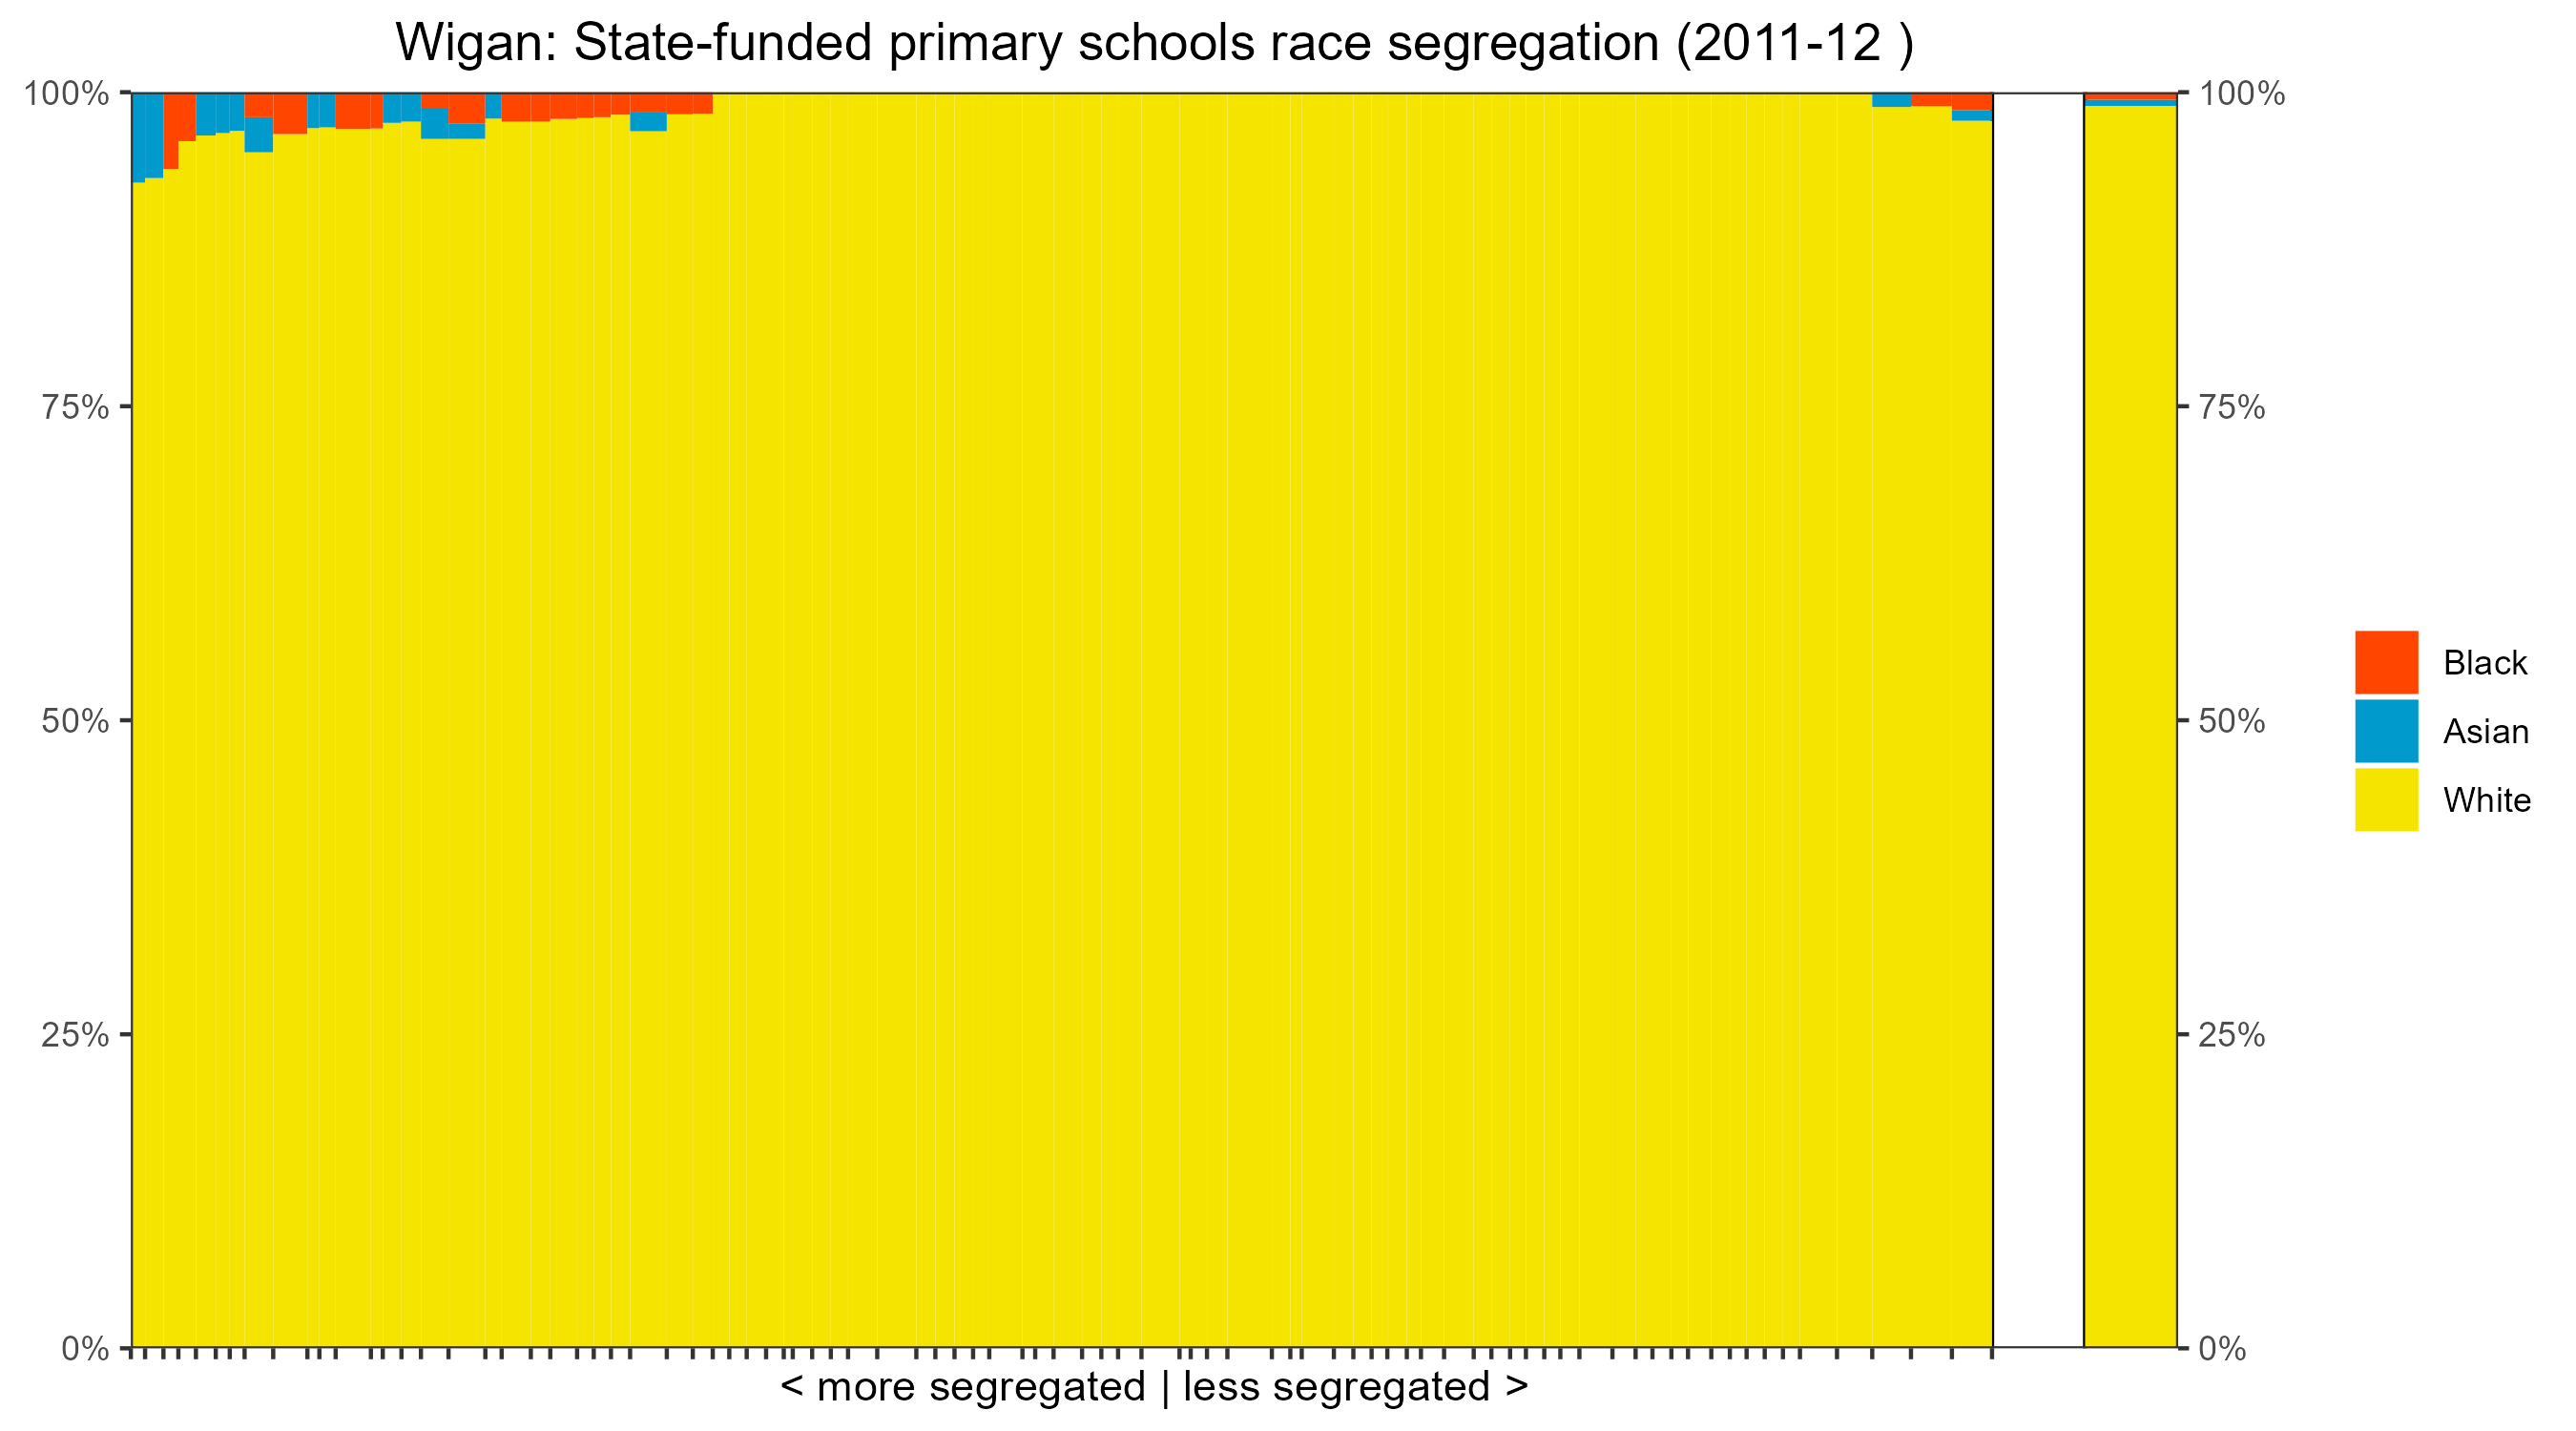 Wigan: State-funded primary schools race segregation (2011-12 )
100%
75%
50%
25%
0%
100%
75%
50%
25%
0%
Black
Asian
White
< more segregated | less segregated >